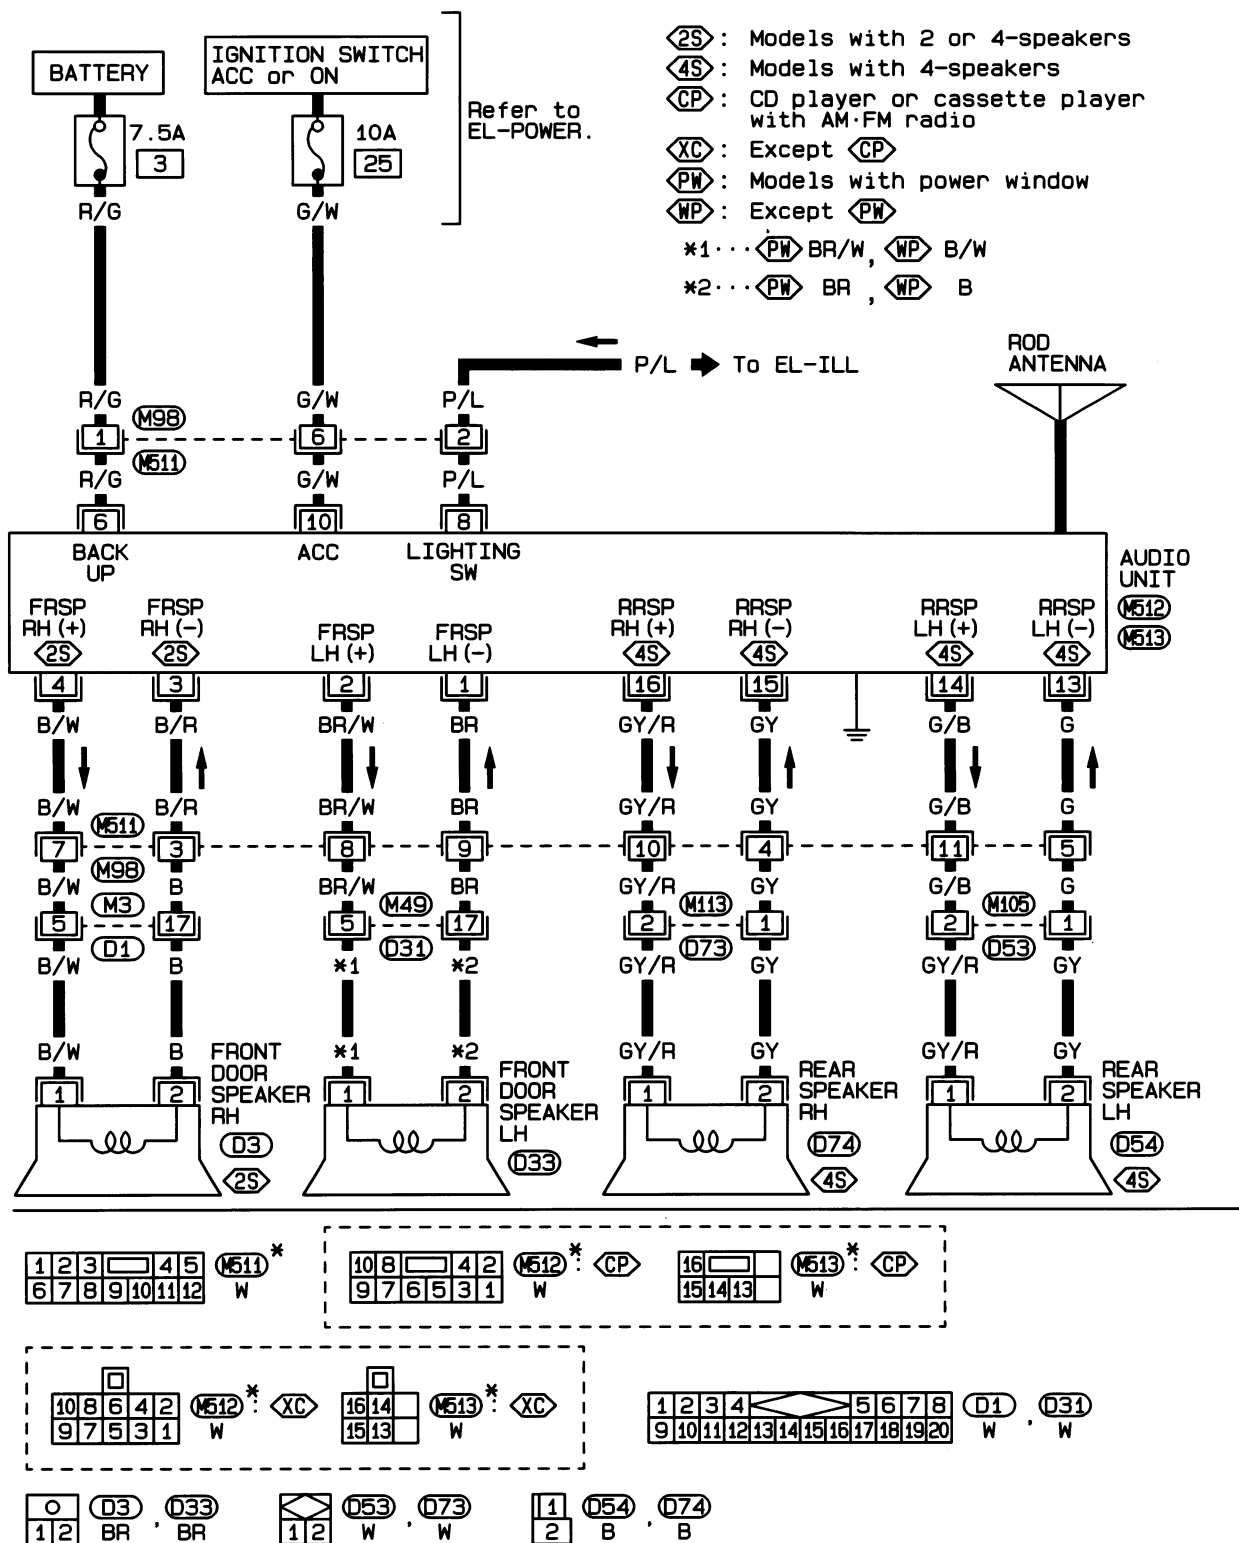 BATTERY
IGNITION SWITCH
ACC or ON
Refer to
EL-POWER.
7.5A
3
10A
25
R/G
G/W
2S : Models with 2 or 4-speakers
4S : Models with 4-speakers
CP : CD player or cassette player
with AM·FM radio
XC : Except CP
PW : Models with power window
WP : Except PW
*1··· PW BR/W, WP B/W
*2··· PW BR , WP B
P/L To EL-ILL
ROD
ANTENNA
R/G G/W P/L
M98
1 6 2
M511
R/G G/W P/L
6 10 8
BACK
UP
ACC
LIGHTING
SW
AUDIO
UNIT
M512
M513
FRSP
RH (+)
2S
FRSP
RH (-)
2S
FRSP
LH (+)
FRSP
LH (-)
RRSP
RH (+)
4S
RRSP
RH (-)
4S
RRSP
LH (+)
4S
RRSP
LH (-)
4S
4 3 2 1 16 15 14 13
B/W B/R BR/W BR GY/R GY G/B G
B/W B/R BR/W BR GY/R GY G/B G
M511
7 3 8 9 10 4 11 5
M98
B/W B BR/W BR GY/R GY G/B G
M3 M49 M113 M105
5 17 5 17 2 1 2 1
D1 D31 D73 D53
B/W B *1 *2 GY/R GY GY/R GY
B/W B *1 *2 GY/R GY GY/R GY
1 2 1 2 1 2 1 2
FRONT
DOOR
SPEAKER
RH
D3
2S
FRONT
DOOR
SPEAKER
LH
D33
REAR
SPEAKER
RH
D74
4S
REAR
SPEAKER
LH
D54
4S
1 2 3 4 5 M511 *
6 7 8 9 10 11 12 W
10 8 4 2 M512 * : CP
9 7 6 5 3 1 W
16 M513 * : CP
15 14 13 W
10 8 6 4 2 M512 * : XC
9 7 5 3 1 W
16 14 M513 * : XC
15 13 W
1 2 3 4 5 6 7 8 D1 , D31
9 10 11 12 13 14 15 16 17 18 19 20 W W
D3 , D33
1 2 BR BR
D53 , D73
1 2 W W
1 D54 , D74
2 B B